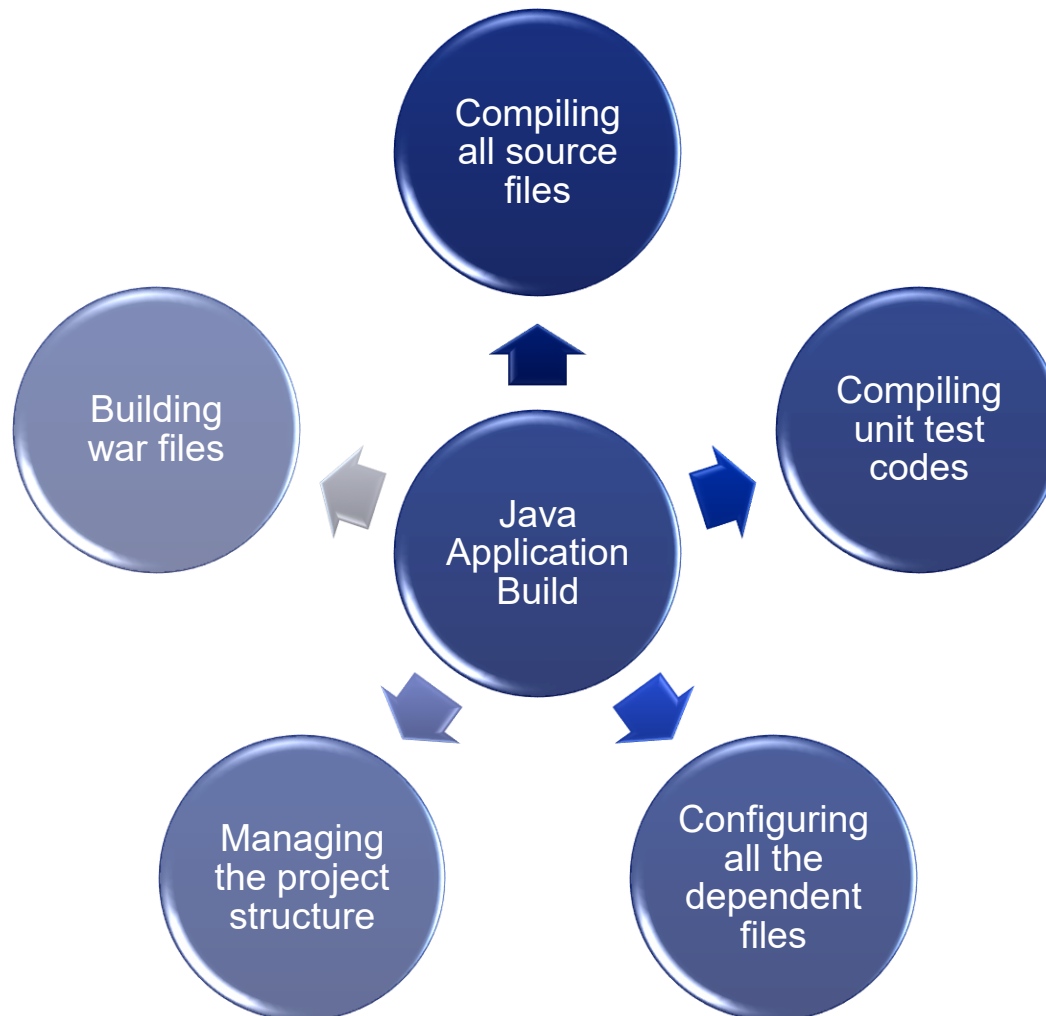 Compiling
all source
files
Building
war files
Compiling
unit test
codes
Java
Application
Build
Managing
the project
structure
Configuring
all the
dependent
files